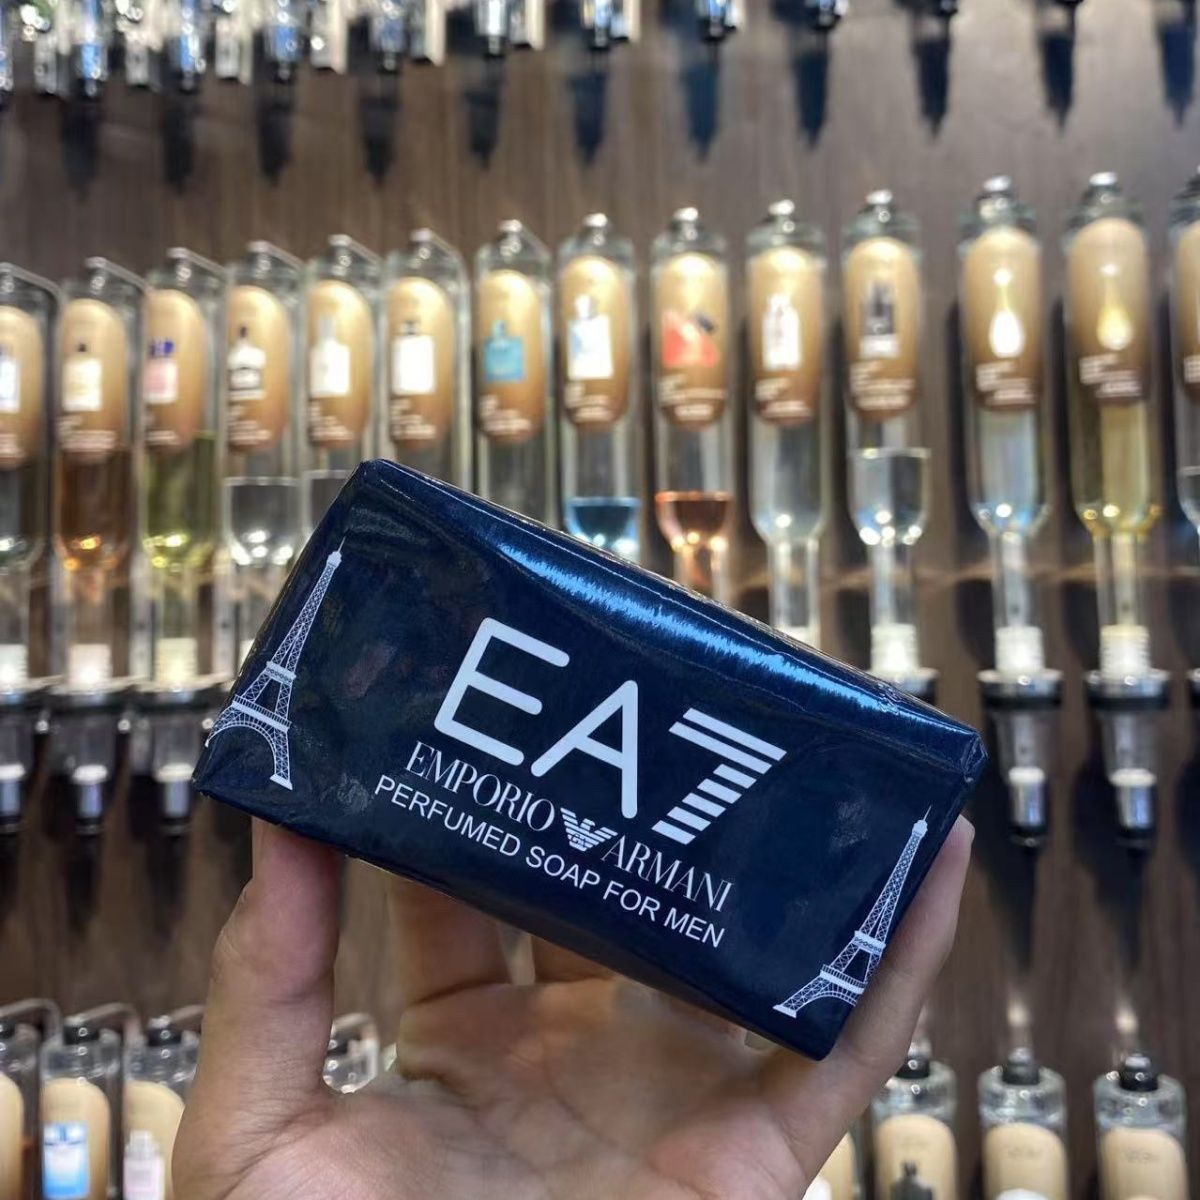 EA7
EMPORIO ARMANI
PERFUMED SOAP FOR MEN